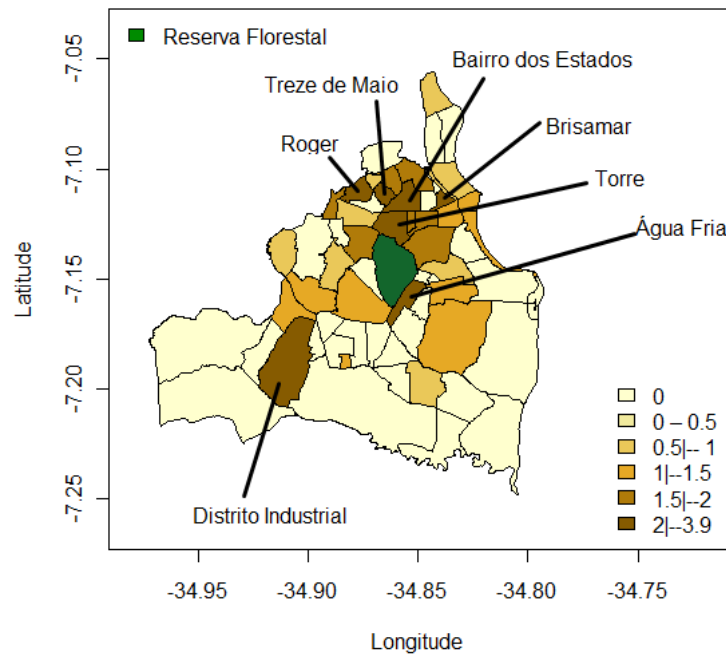 Reserva Florestal
Bairro dos Estados
Treze de Maio
Brisamar
Roger
Torre
Água Fria
Distrito Industrial
0
0 – 0.5
0.5|-- 1
1|--1.5
1.5|--2
2|--3.9
Latitude
-7.05
-7.10
-7.15
-7.20
-7.25
-34.95
-34.90
-34.85
-34.80
-34.75
Longitude